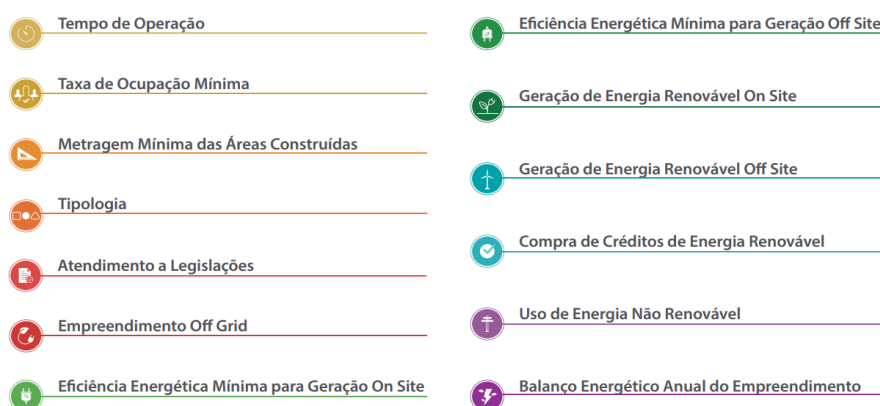 Tempo de Operação
Taxa de Ocupação Mínima
Metragem Mínima das Áreas Construídas
Tipologia
Atendimento a Legislações
Empreendimento Off Grid
Eficiência Energética Mínima para Geração On Site
Eficiência Energética Mínima para Geração Off Site
Geração de Energia Renovável On Site
Geração de Energia Renovável Off Site
Compra de Créditos de Energia Renovável
Uso de Energia Não Renovável
Balanço Energético Anual do Empreendimento